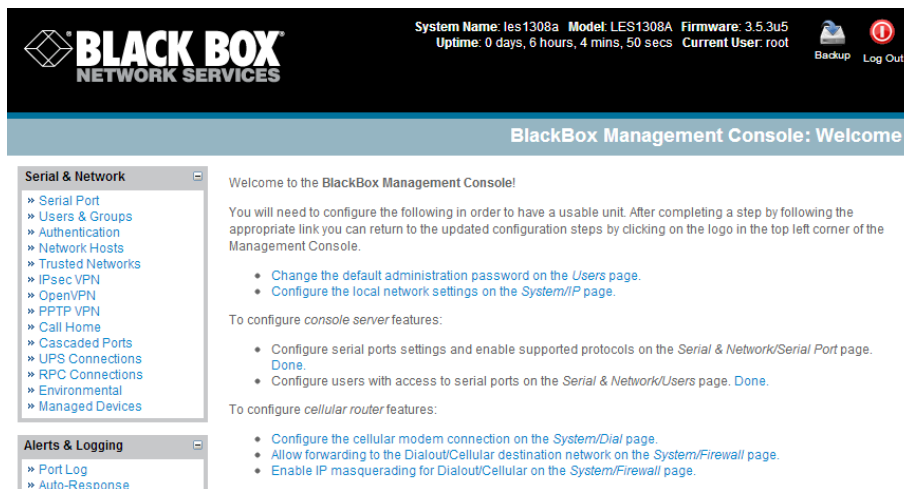 BLACK BOX
NETWORK SERVICES
System Name: les1308a Model: LES1308A Firmware: 3.5.3u5
Uptime: 0 days, 6 hours, 4 mins, 50 secs Current User: root
Backup
Log Out
BlackBox Management Console: Welcome
Serial & Network
» Serial Port
» Users & Groups
» Authentication
» Network Hosts
» Trusted Networks
» IPsec VPN
» OpenVPN
» PPTP VPN
» Call Home
» Cascaded Ports
» UPS Connections
» RPC Connections
» Environmental
» Managed Devices
Alerts & Logging
» Port Log
» Auto-Response
Welcome to the BlackBox Management Console!
You will need to configure the following in order to have a usable unit. After completing a step by following the
appropriate link you can return to the updated configuration steps by clicking on the logo in the top left corner of the
Management Console.
• Change the default administration password on the Users page.
• Configure the local network settings on the System/IP page.
To configure console server features:
• Configure serial ports settings and enable supported protocols on the Serial & Network/Serial Port page.
Done.
• Configure users with access to serial ports on the Serial & Network/Users page. Done.
To configure cellular router features:
• Configure the cellular modem connection on the System/Dial page.
• Allow forwarding to the Dialout/Cellular destination network on the System/Firewall page.
• Enable IP masquerading for Dialout/Cellular on the System/Firewall page.